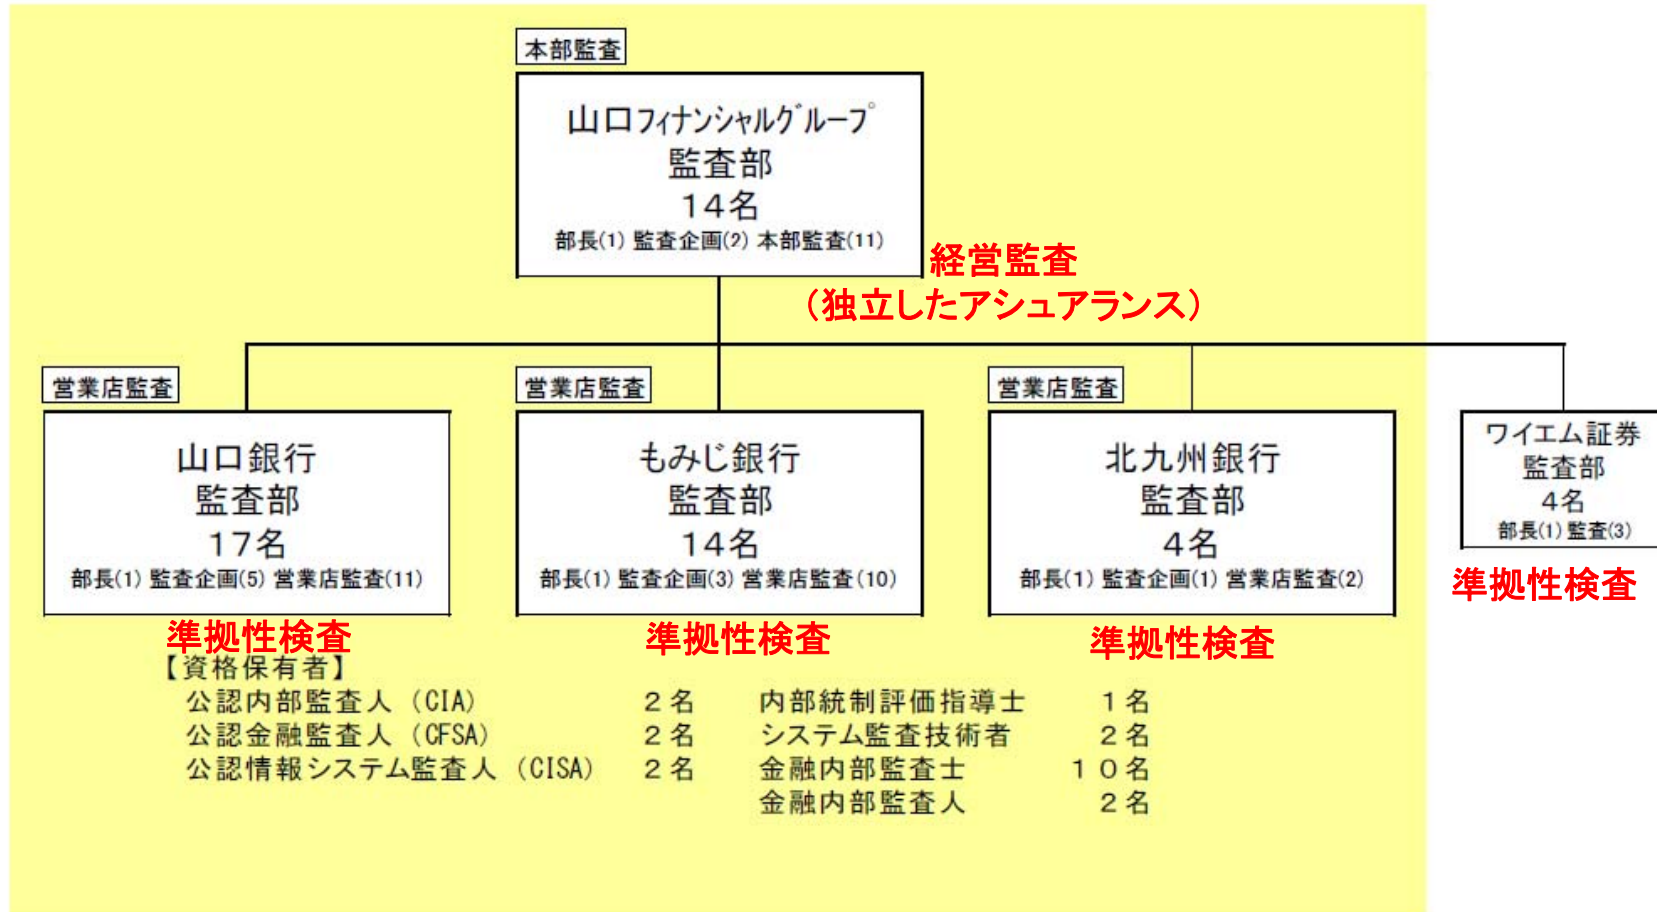 本部監査
山口フィナンシャルグループ
監査部
14名
部長(1) 監査企画(2) 本部監査(11)
経営監査
（独立したアシュアランス）
営業店監査
山口銀行
監査部
17名
部長(1) 監査企画(5) 営業店監査(11)
準拠性検査
営業店監査
もみじ銀行
監査部
14名
部長(1) 監査企画(3) 営業店監査(10)
準拠性検査
営業店監査
北九州銀行
監査部
4名
部長(1) 監査企画(1) 営業店監査(2)
準拠性検査
ワイエム証券
監査部
4名
部長(1) 監査(3)
準拠性検査
【資格保有者】
公認内部監査人（CIA） 2名
公認金融監査人（CFSA） 2名
公認情報システム監査人（CISA） 2名
内部統制評価指導士 1名
システム監査技術者 2名
金融内部監査士 10名
金融内部監査人 2名